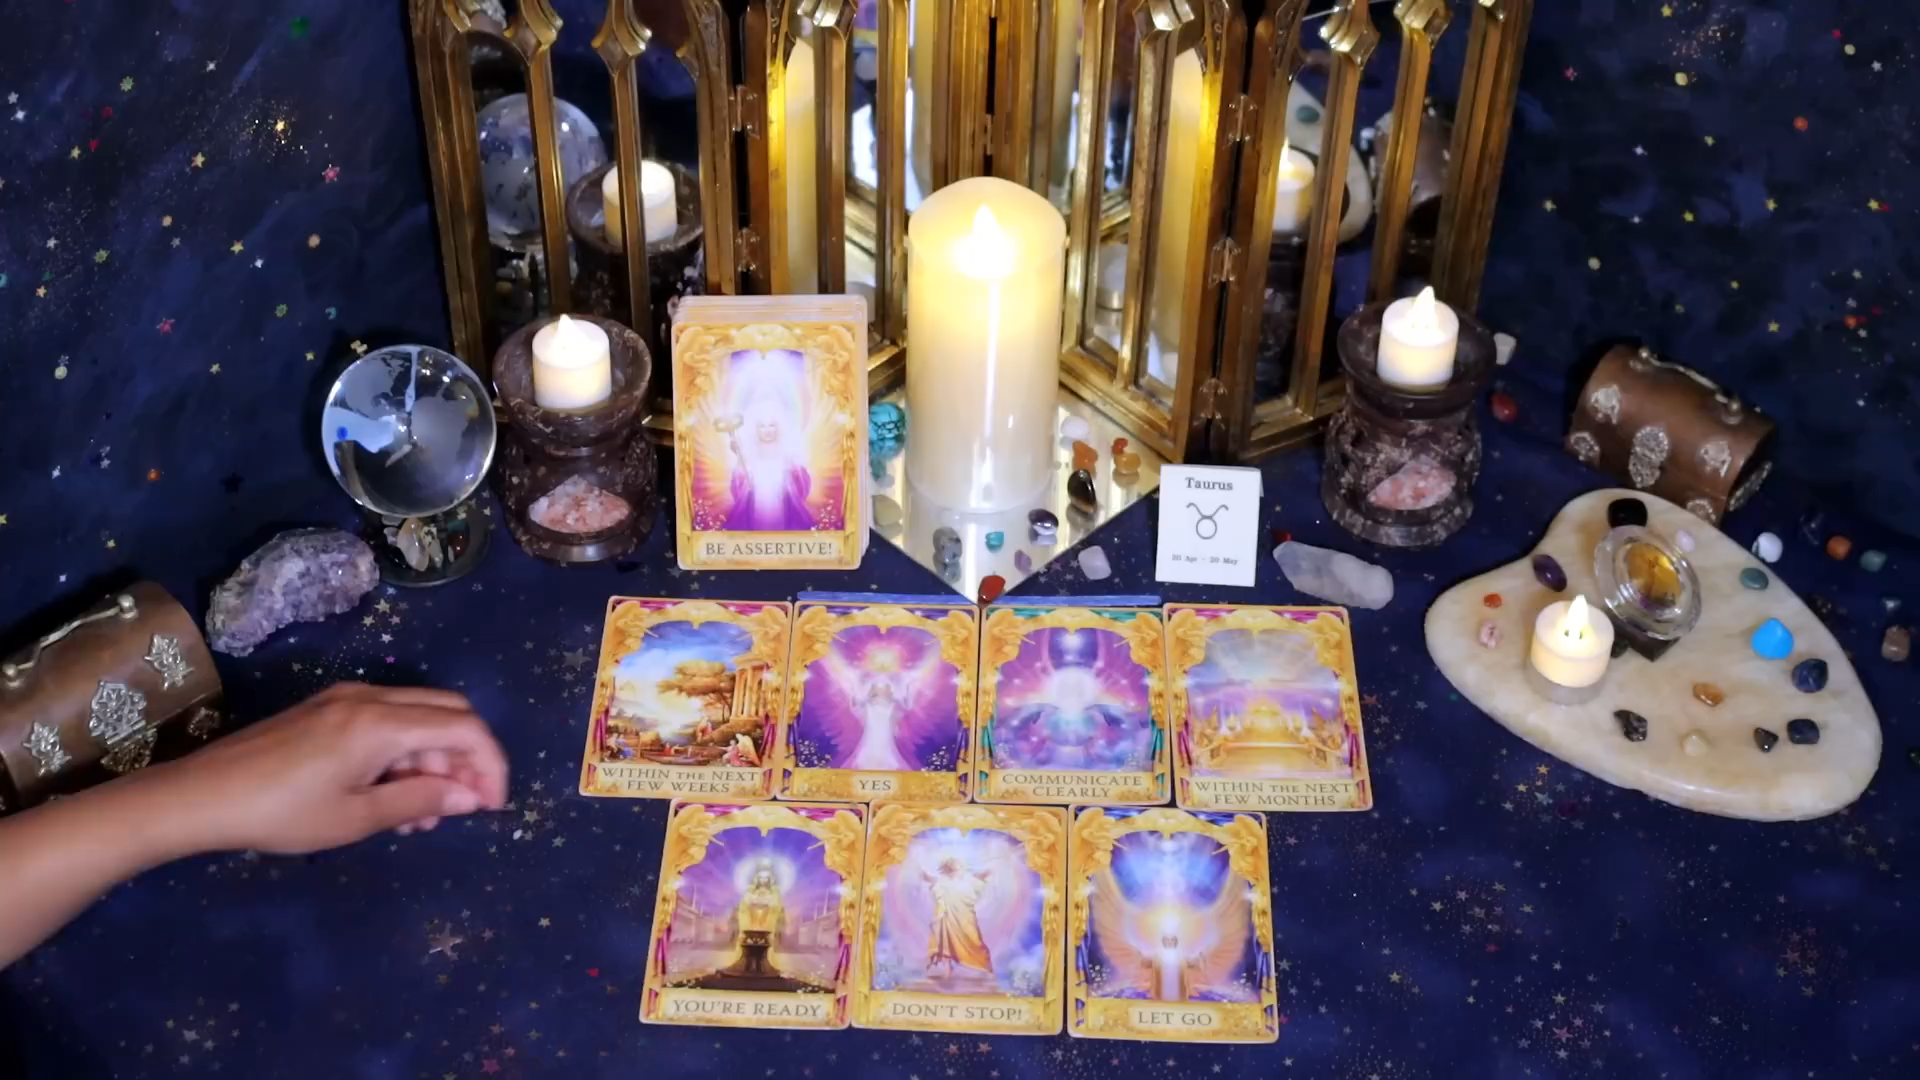 Taurus
20 Apr - 20 May
BE ASSERTIVE!
WITHIN THE NEXT
FEW WEEKS
YES
COMMUNICATE
CLEARLY
WITHIN THE NEXT
FEW MONTHS
YOU'RE READY
DON'T STOP!
LET GO